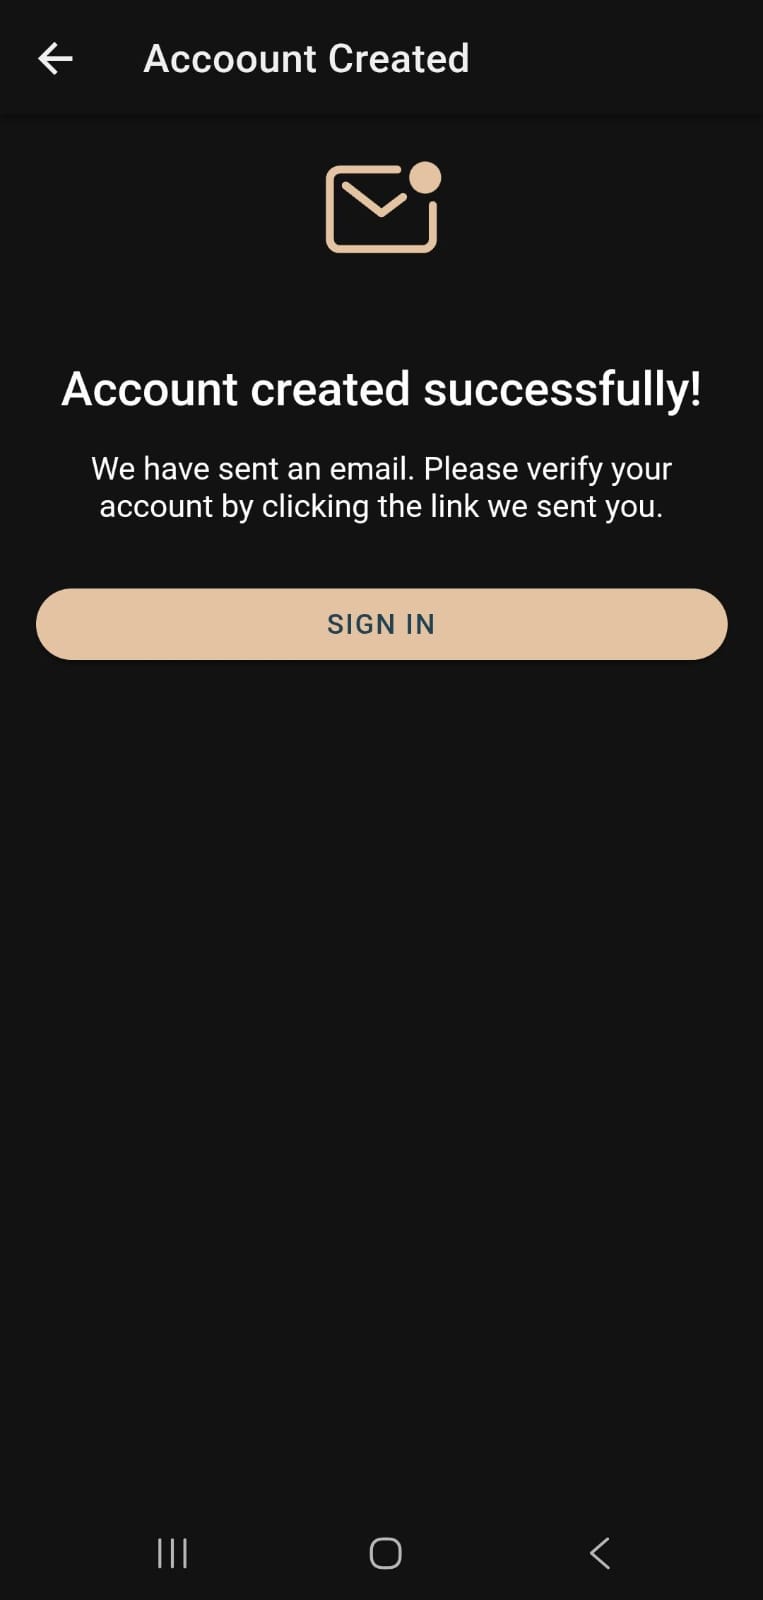 Accoount Created
Account created successfully!
We have sent an email. Please verify your
account by clicking the link we sent you.
SIGN IN